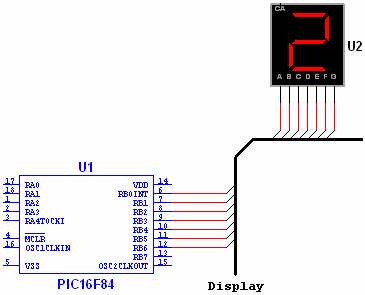 CA
2
U2
A B C D E F G
U1
17 RA0 VDD 14
18 RA1 RB0INT 6
1 RA2 RB1 7
2 RA3 RB2 8
3 RA4TOCKI RB3 9
RB4 10
4 MCLR RB5 11
16 OSC1CLKIN RB6 12
RB7 13
5 VSS OSC2CLKOUT 15
PIC16F84
Display